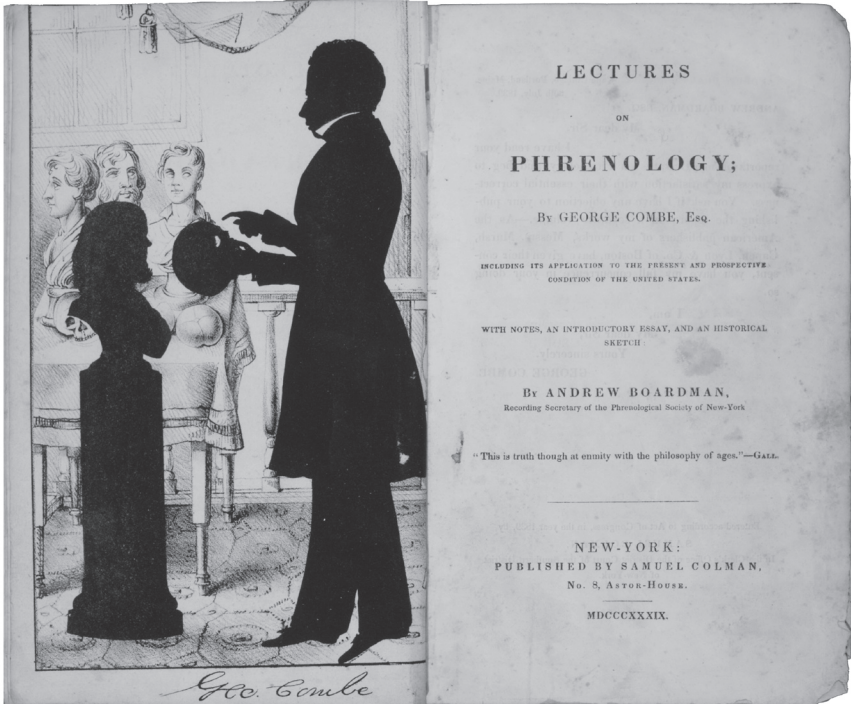 Geo. Combe
LECTURES
ON
PHRENOLOGY;
By GEORGE COMBE, Esq.
INCLUDING ITS APPLICATION TO THE PRESENT AND PROSPECTIVE
CONDITION OF THE UNITED STATES.
WITH NOTES, AN INTRODUCTORY ESSAY, AND AN HISTORICAL
SKETCH
By ANDREW BOARDMAN,
Recording Secretary of the Phrenological Society of New-York
"This is truth though at enmity with the philosophy of ages."—Gall.
NEW-YORK:
PUBLISHED BY SAMUEL COLMAN,
No. 8, Astor-House.
MDCCCXXXIX.